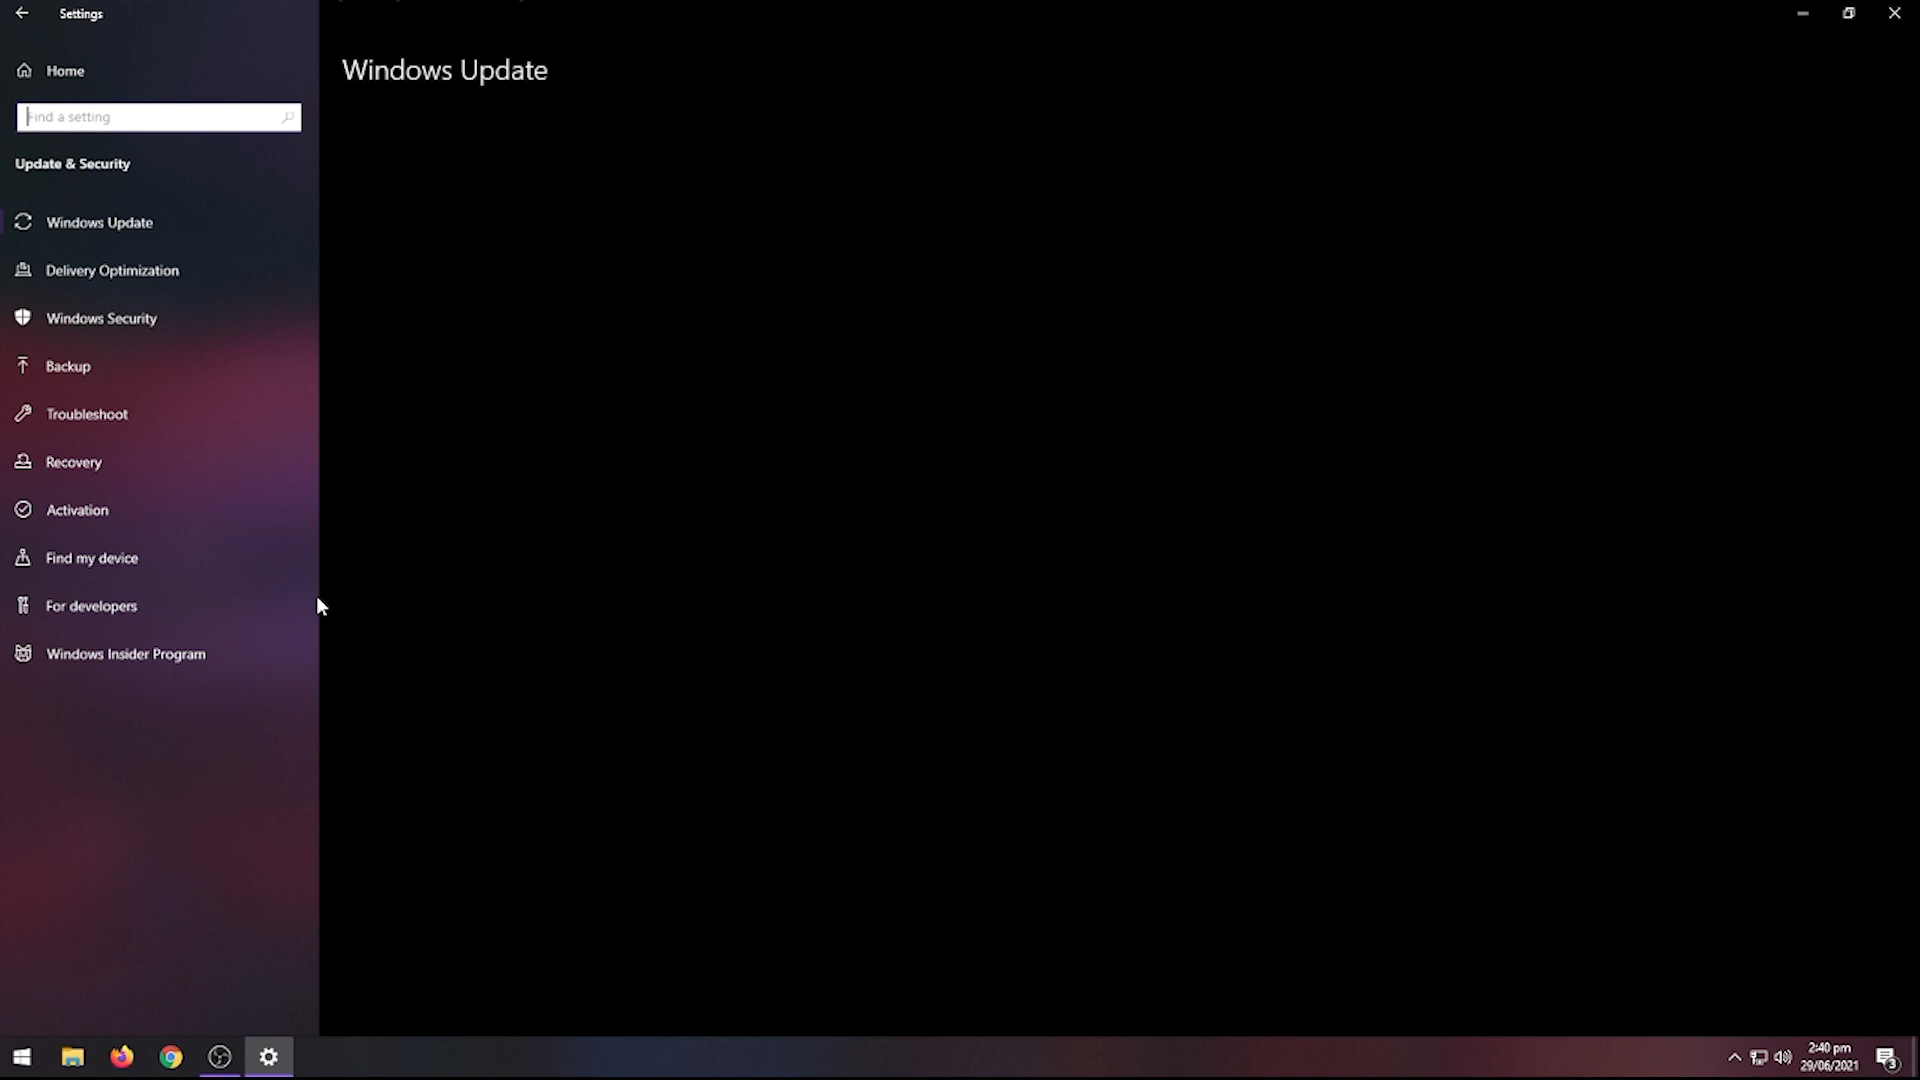 Settings
Home
Find a setting
Update & Security
Windows Update
Delivery Optimization
Windows Security
Backup
Troubleshoot
Recovery
Activation
Find my device
For developers
Windows Insider Program
Windows Update
2:40 pm
29/06/2021
3